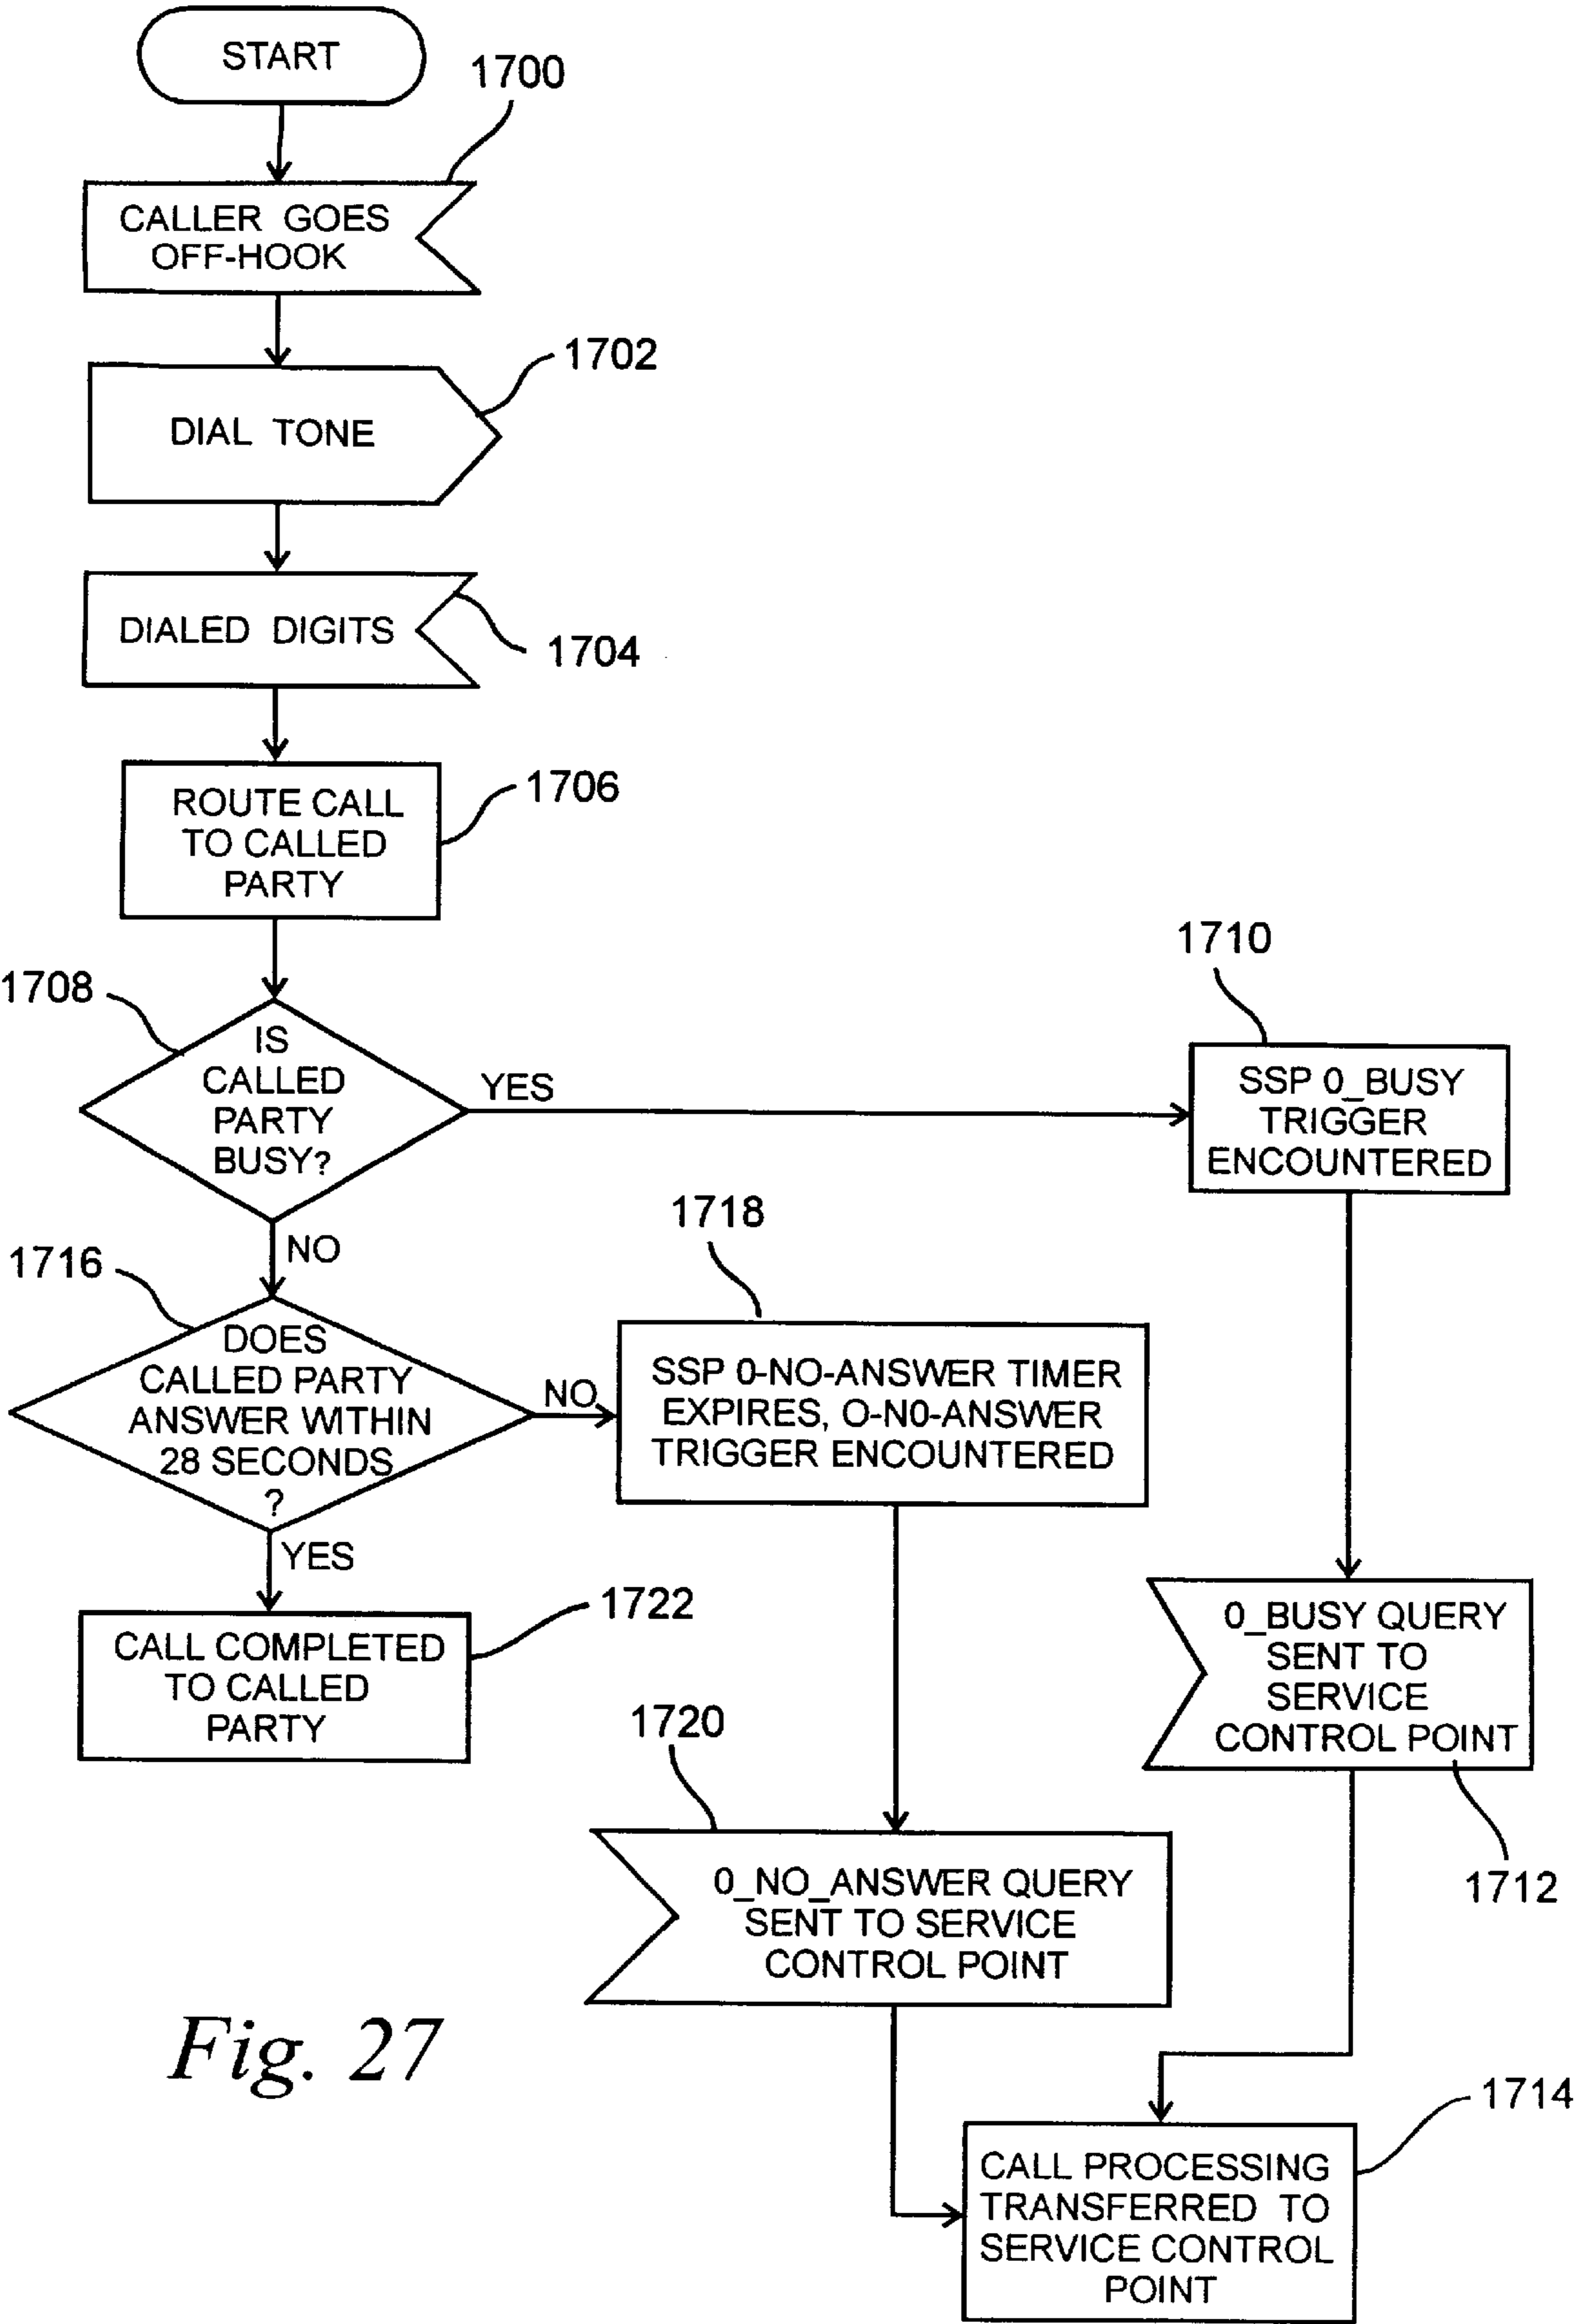 START
1700
CALLER GOES
OFF-HOOK
1702
DIAL TONE
DIALED DIGITS
1704
ROUTE CALL
TO CALLED
PARTY
1706
1708
IS
CALLED
PARTY
BUSY?
YES
1710
SSP 0_BUSY
TRIGGER
ENCOUNTERED
NO
1716
DOES
CALLED PARTY
ANSWER WITHIN
28 SECONDS
?
NO
1718
SSP 0-NO-ANSWER TIMER
EXPIRES, O-N0-ANSWER
TRIGGER ENCOUNTERED
YES
1722
CALL COMPLETED
TO CALLED
PARTY
0_BUSY QUERY
SENT TO
SERVICE
CONTROL POINT
1712
1720
0_NO_ANSWER QUERY
SENT TO SERVICE
CONTROL POINT
1714
CALL PROCESSING
TRANSFERRED TO
SERVICE CONTROL
POINT
Fig. 27